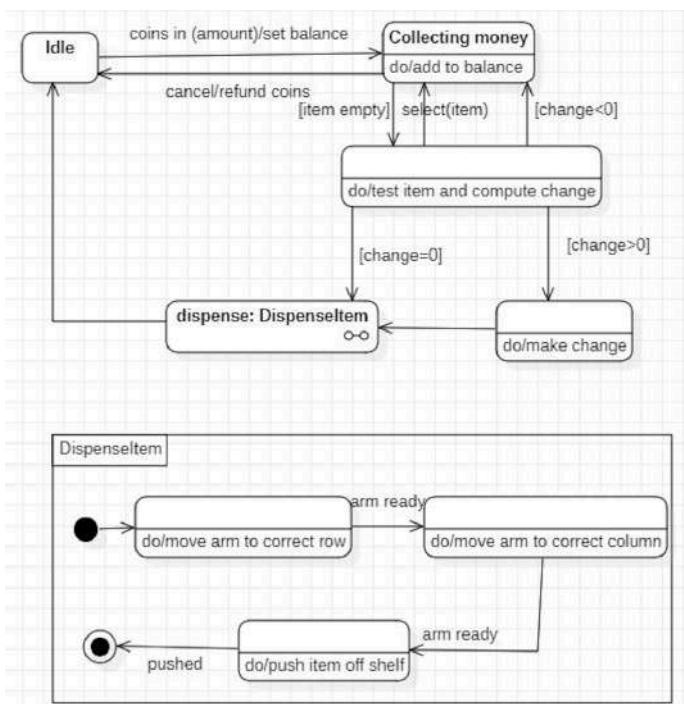 Idle
coins in (amount)/set balance
Collecting money
do/add to balance
cancel/refund coins
[item empty]
select(item)
[change<0]
do/test item and compute change
[change=0]
[change>0]
dispense: DispenseItem
do/make change
DispenseItem
arm ready
do/move arm to correct row
do/move arm to correct column
arm ready
pushed
do/push item off shelf